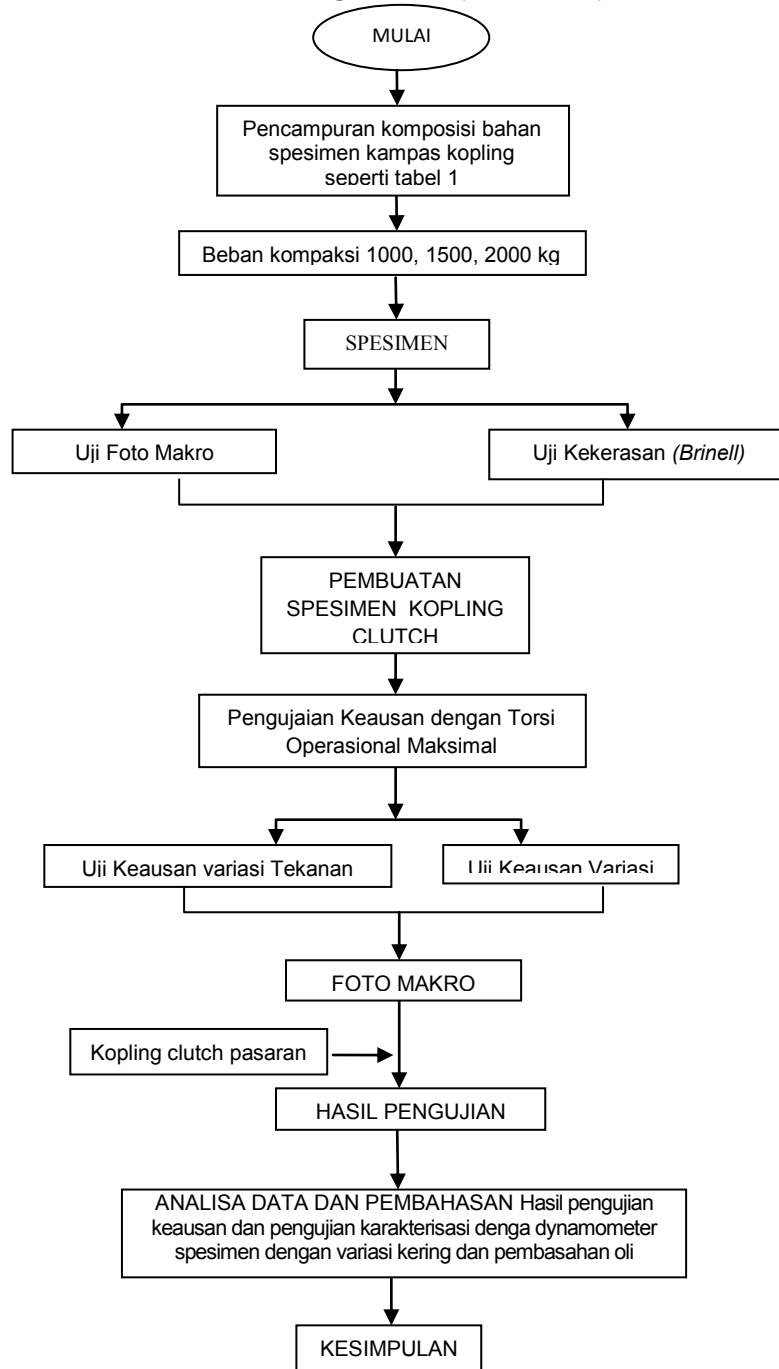 MULAI
Pencampuran komposisi bahan
spesimen kampas kopling
seperti tabel 1
Beban kompaksi 1000, 1500, 2000 kg
SPESIMEN
Uji Foto Makro
Uji Kekerasan (Brinell)
PEMBUATAN
SPESIMEN KOPLING
CLUTCH
Pengujaian Keausan dengan Torsi
Operasional Maksimal
Uji Keausan variasi Tekanan
Uji Keausan Variasi
FOTO MAKRO
Kopling clutch pasaran
HASIL PENGUJIAN
ANALISA DATA DAN PEMBAHASAN Hasil pengujian
keausan dan pengujian karakterisasi denga dynamometer
spesimen dengan variasi kering dan pembasahan oli
KESIMPULAN